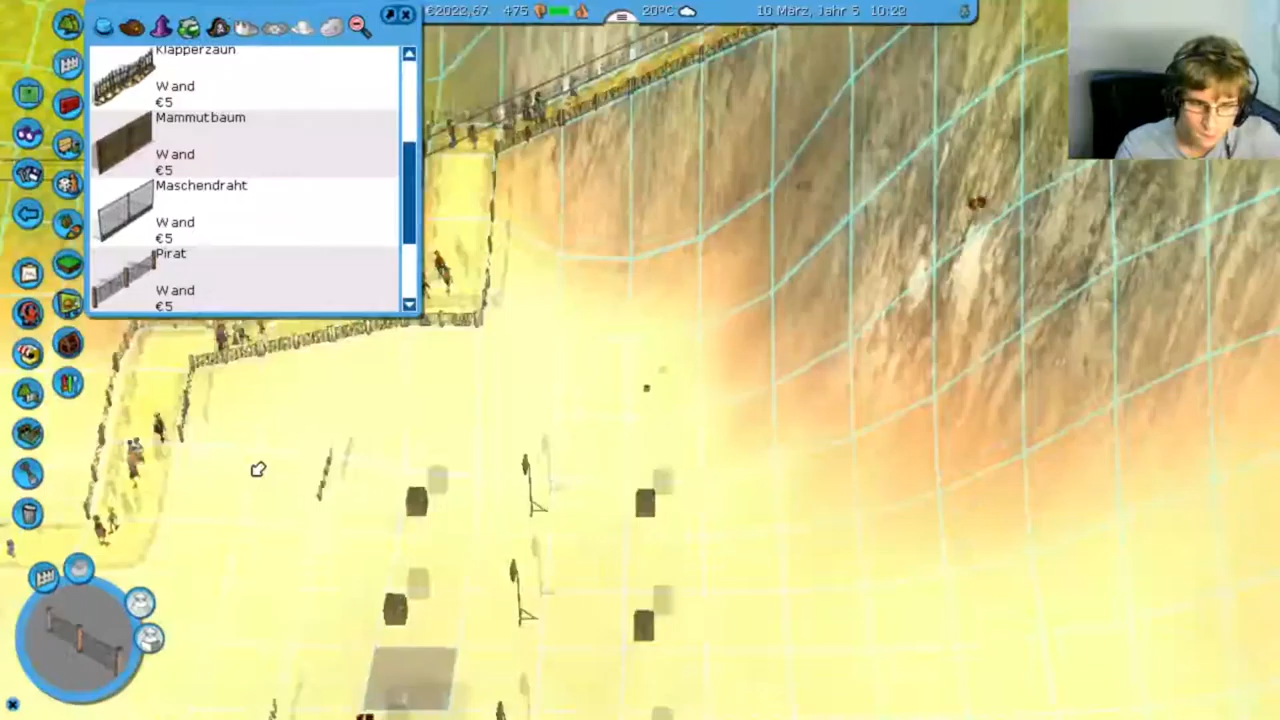 €2022,67 475 20°C 10 März, Jahr 5 10:29
Klapperzaun
Wand
€5
Mammutbaum
Wand
€5
Maschendraht
Wand
€5
Pirat
Wand
€5